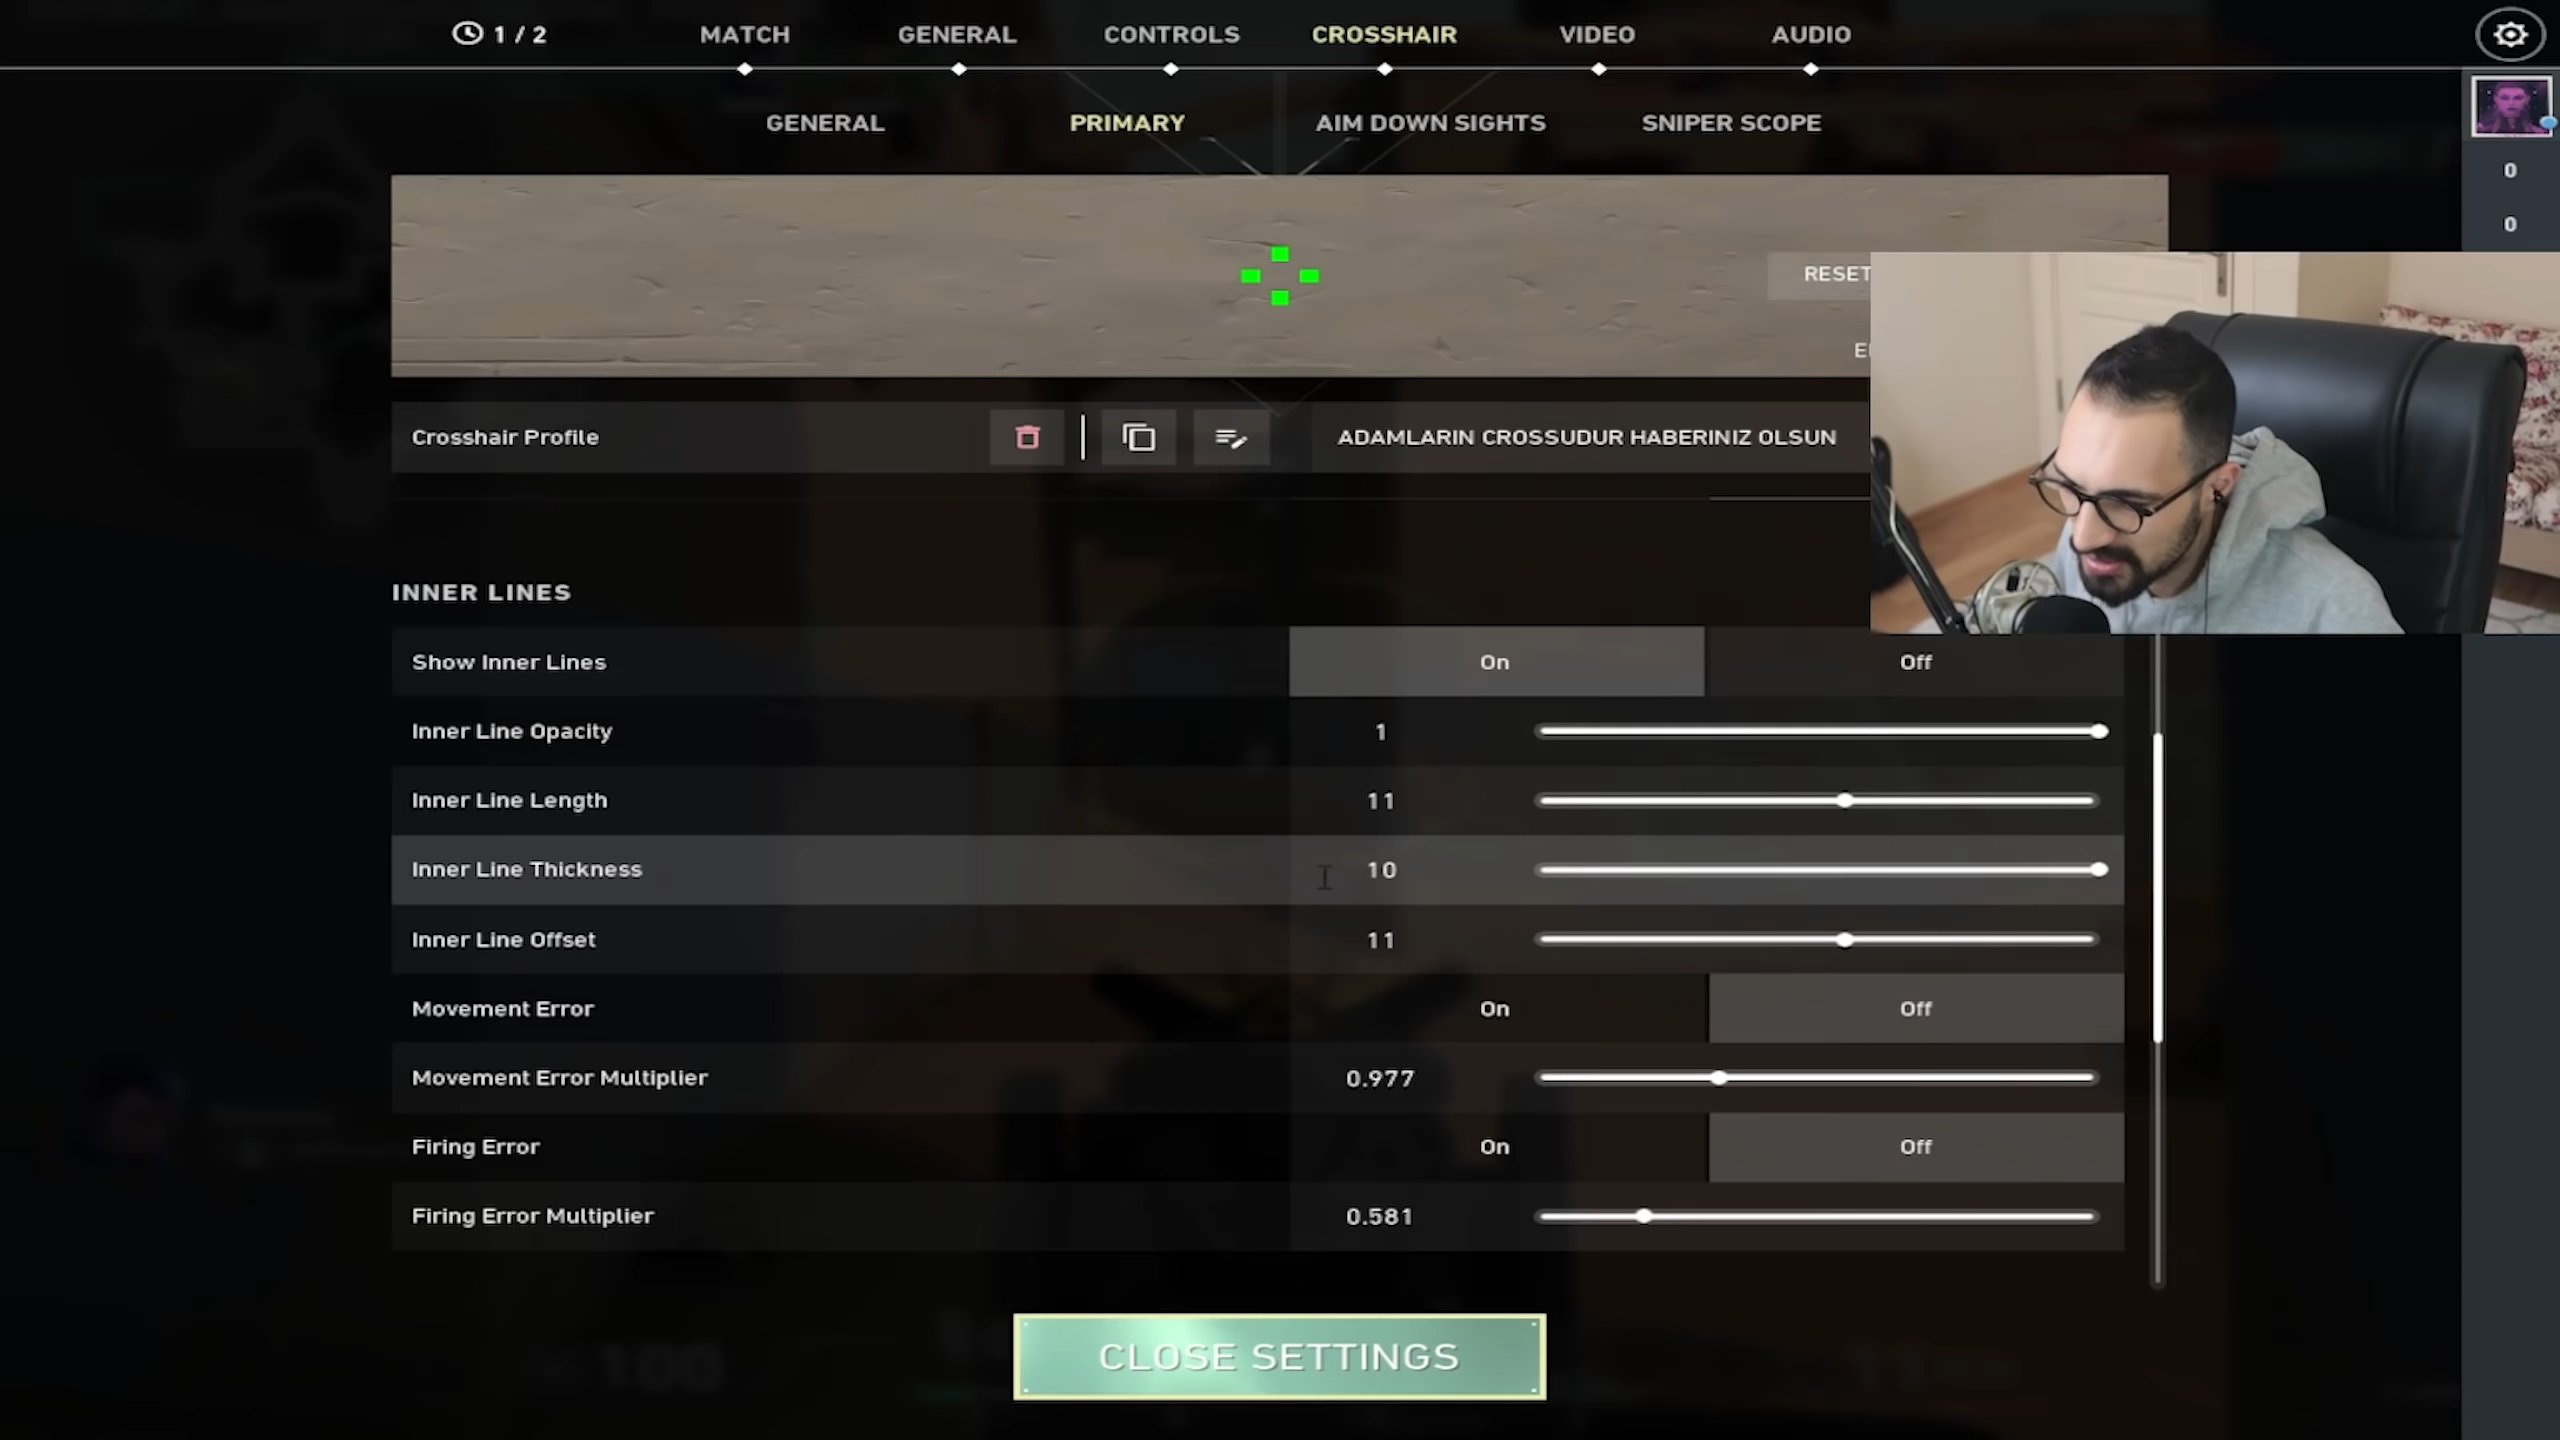 1 / 2
MATCH
GENERAL
CONTROLS
CROSSHAIR
VIDEO
AUDIO
GENERAL
PRIMARY
AIM DOWN SIGHTS
SNIPER SCOPE
0
0
RESET
Crosshair Profile
ADAMLARIN CROSSUDUR HABERINIZ OLSUN
INNER LINES
Show Inner Lines On Off
Inner Line Opacity 1
Inner Line Length 11
Inner Line Thickness 10
Inner Line Offset 11
Movement Error On Off
Movement Error Multiplier 0.977
Firing Error On Off
Firing Error Multiplier 0.581
100
CLOSE SETTINGS